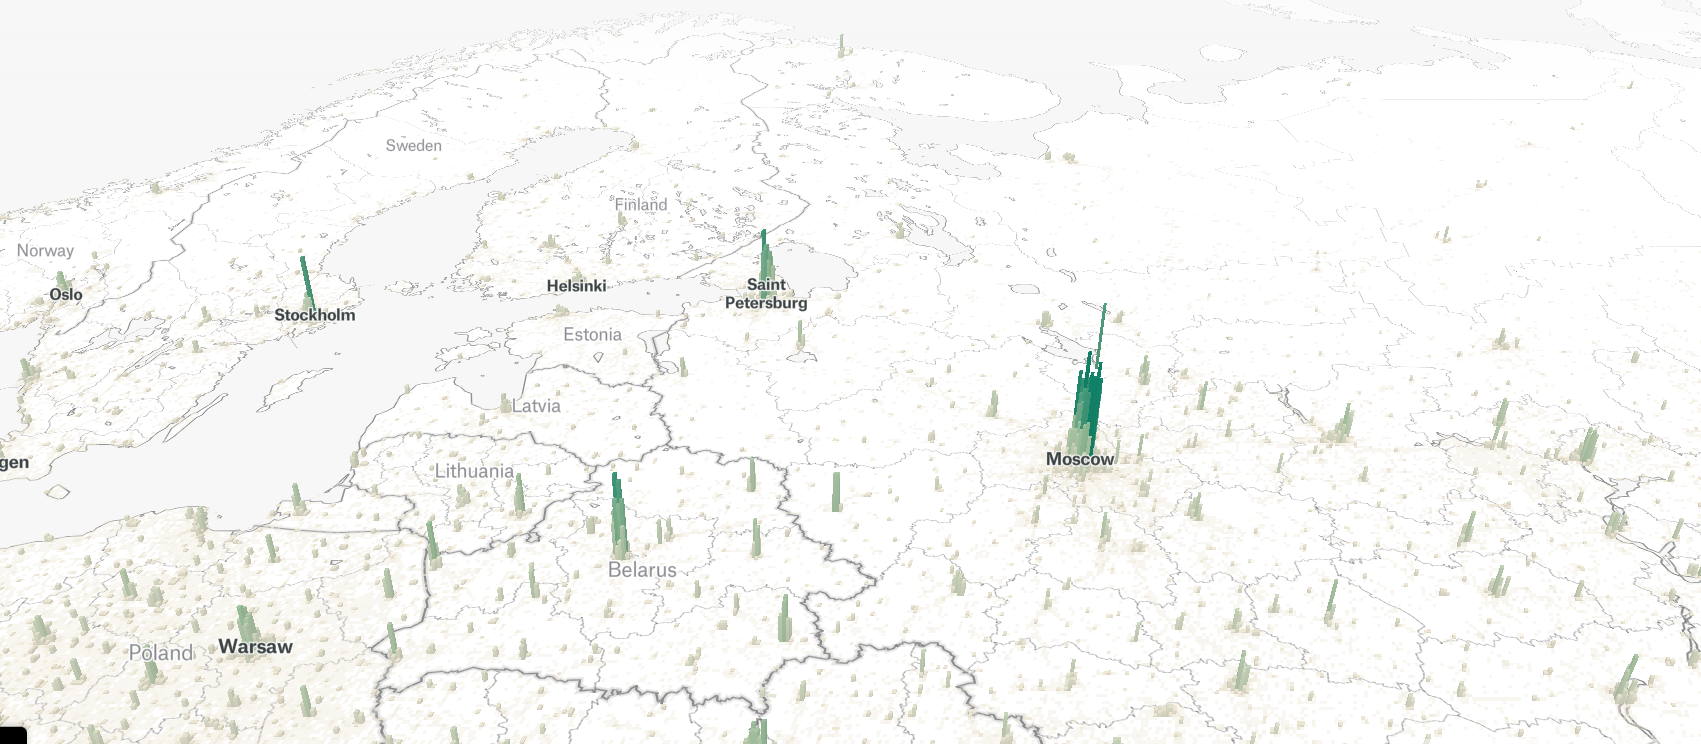 Sweden
Finland
Norway
Oslo
Helsinki
Saint
Petersburg
Stockholm
Estonia
Latvia
gen
Lithuania
Moscow
Belarus
Warsaw
Poland